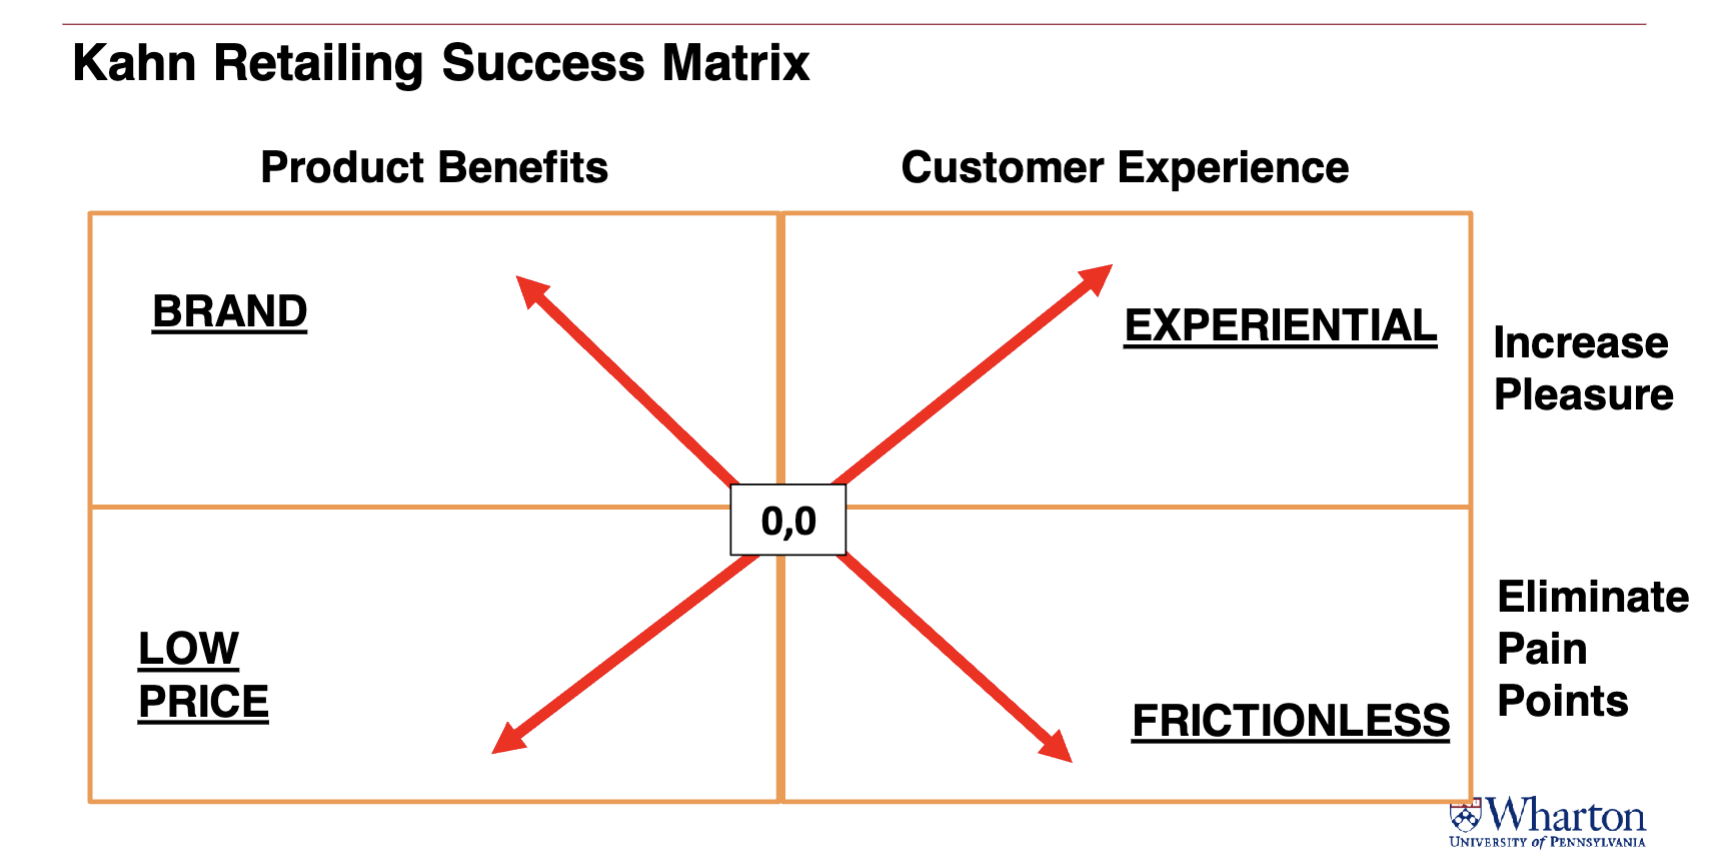 Kahn Retailing Success Matrix
Product Benefits
Customer Experience
BRAND
EXPERIENTIAL
Increase
Pleasure
0,0
LOW
PRICE
FRICTIONLESS
Eliminate
Pain
Points
Wharton
UNIVERSITY of PENNSYLVANIA